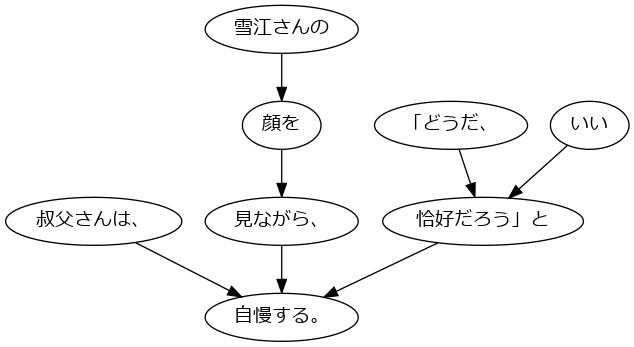 雪江さんの
顔を
「どうだ、
いい
叔父さんは、
見ながら、
恰好だろう」と
自慢する。